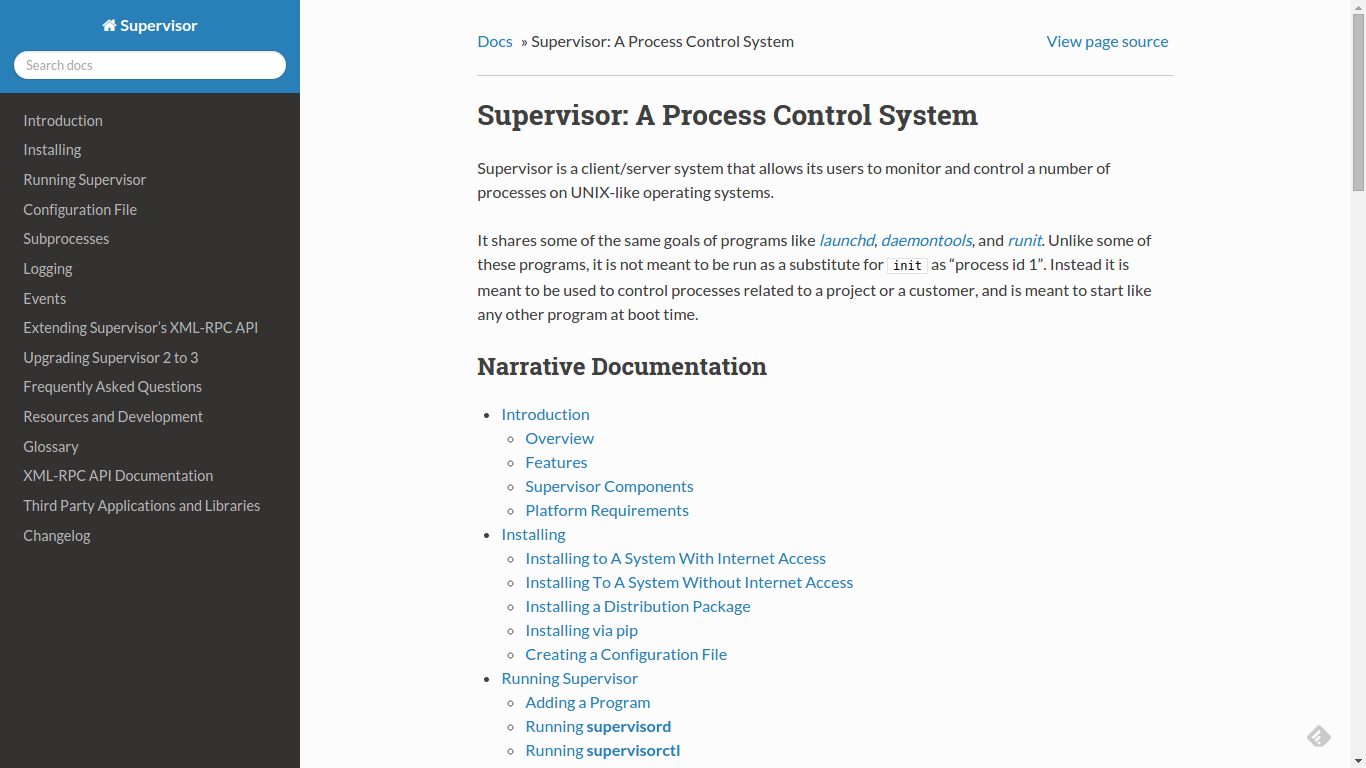 Supervisor
Search docs
Introduction
Installing
Running Supervisor
Configuration File
Subprocesses
Logging
Events
Extending Supervisor’s XML-RPC API
Upgrading Supervisor 2 to 3
Frequently Asked Questions
Resources and Development
Glossary
XML-RPC API Documentation
Third Party Applications and Libraries
Changelog
Docs » Supervisor: A Process Control System
View page source
Supervisor: A Process Control System
Supervisor is a client/server system that allows its users to monitor and control a number of
processes on UNIX-like operating systems.
It shares some of the same goals of programs like launchd, daemontools, and runit. Unlike some of
these programs, it is not meant to be run as a substitute for init as “process id 1”. Instead it is
meant to be used to control processes related to a project or a customer, and is meant to start like
any other program at boot time.
Narrative Documentation
• Introduction
◦ Overview
◦ Features
◦ Supervisor Components
◦ Platform Requirements
• Installing
◦ Installing to A System With Internet Access
◦ Installing To A System Without Internet Access
◦ Installing a Distribution Package
◦ Installing via pip
◦ Creating a Configuration File
• Running Supervisor
◦ Adding a Program
◦ Running supervisord
◦ Running supervisorctl